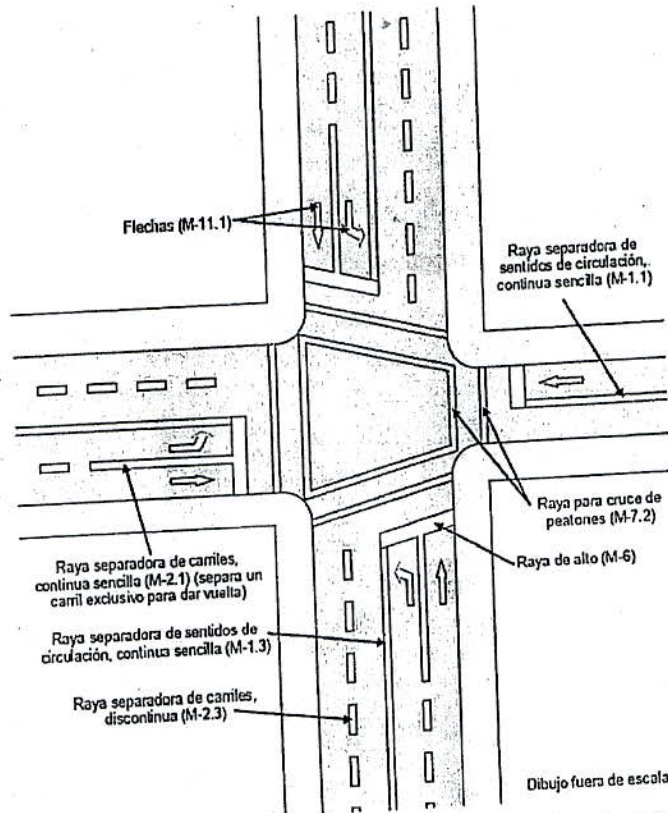 Flechas (M-11.1)
Raya separadora de
sentidos de circulación,
continua sencilla (M-1.1)
Raya para cruce de
peatones (M-7.2)
Raya de alto (M-6)
Raya separadora de carriles,
continua sencilla (M-2.1) (separa un
carril exclusivo para dar vuelta)
Raya separadora de sentidos de
circulación, continua sencilla (M-1.3)
Raya separadora de carriles,
discontinua (M-2.3)
Dibujo fuera de escala